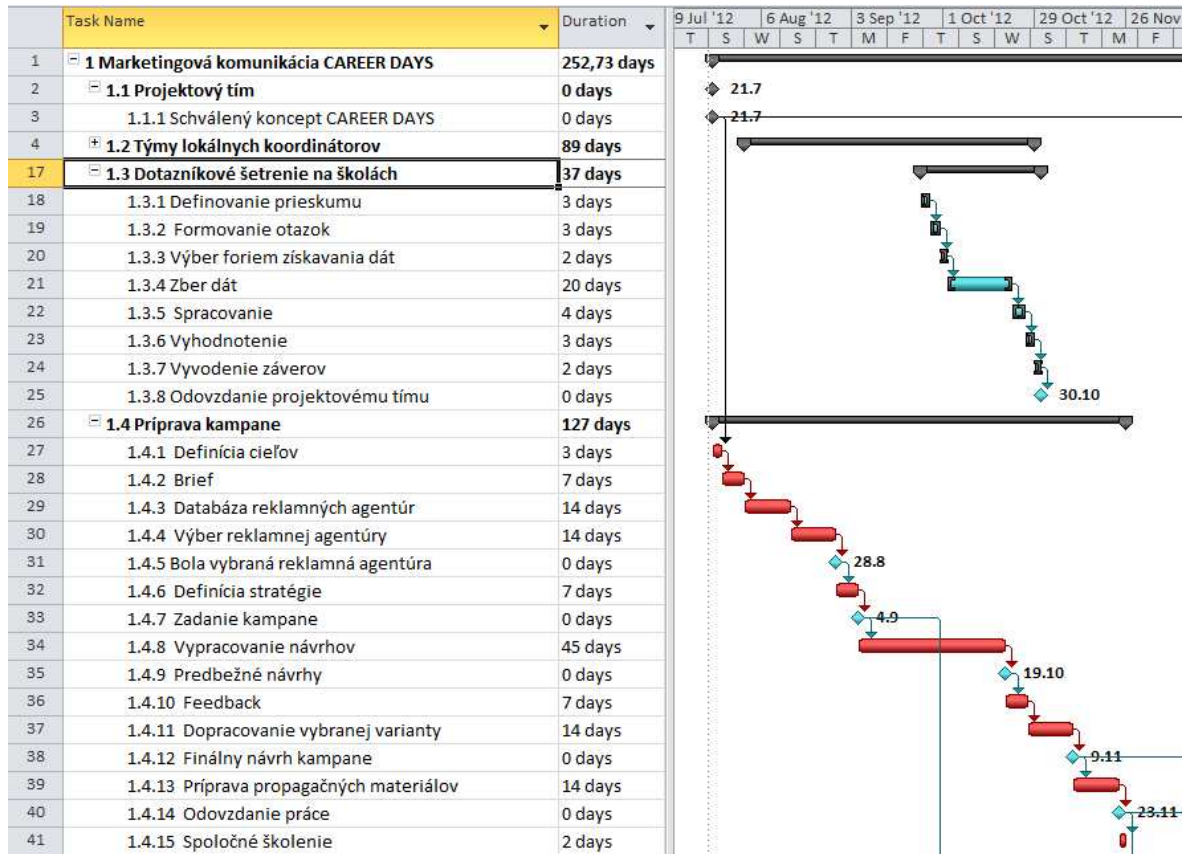 Task Name Duration 9 Jul '12 6 Aug '12 3 Sep '12 1 Oct '12 29 Oct '12 26 Nov
T S W S T M F T S W S T M F
1 1 Marketingová komunikácia CAREER DAYS 252,73 days
2 1.1 Projektový tím 0 days 21.7
3 1.1.1 Schválený koncept CAREER DAYS 0 days 21.7
4 1.2 Týmy lokálnych koordinátorov 89 days
17 1.3 Dotazníkové šetrenie na školách 37 days
18 1.3.1 Definovanie prieskumu 3 days
19 1.3.2 Formovanie otazok 3 days
20 1.3.3 Výber foriem získavania dát 2 days
21 1.3.4 Zber dát 20 days
22 1.3.5 Spracovanie 4 days
23 1.3.6 Vyhodnotenie 3 days
24 1.3.7 Vyvodenie záverov 2 days
25 1.3.8 Odovzdanie projektovému tímu 0 days 30.10
26 1.4 Príprava kampane 127 days
27 1.4.1 Definícia cieľov 3 days
28 1.4.2 Brief 7 days
29 1.4.3 Databáza reklamných agentúr 14 days
30 1.4.4 Výber reklamnej agentúry 14 days
31 1.4.5 Bola vybraná reklamná agentúra 0 days 28.8
32 1.4.6 Definícia stratégie 7 days
33 1.4.7 Zadanie kampane 0 days 4.9
34 1.4.8 Vypracovanie návrhov 45 days
35 1.4.9 Predbežné návrhy 0 days 19.10
36 1.4.10 Feedback 7 days
37 1.4.11 Dopracovanie vybranej varianty 14 days
38 1.4.12 Finálny návrh kampane 0 days 9.11
39 1.4.13 Príprava propagačných materiálov 14 days
40 1.4.14 Odovzdanie práce 0 days 23.11
41 1.4.15 Spoločné školenie 2 days